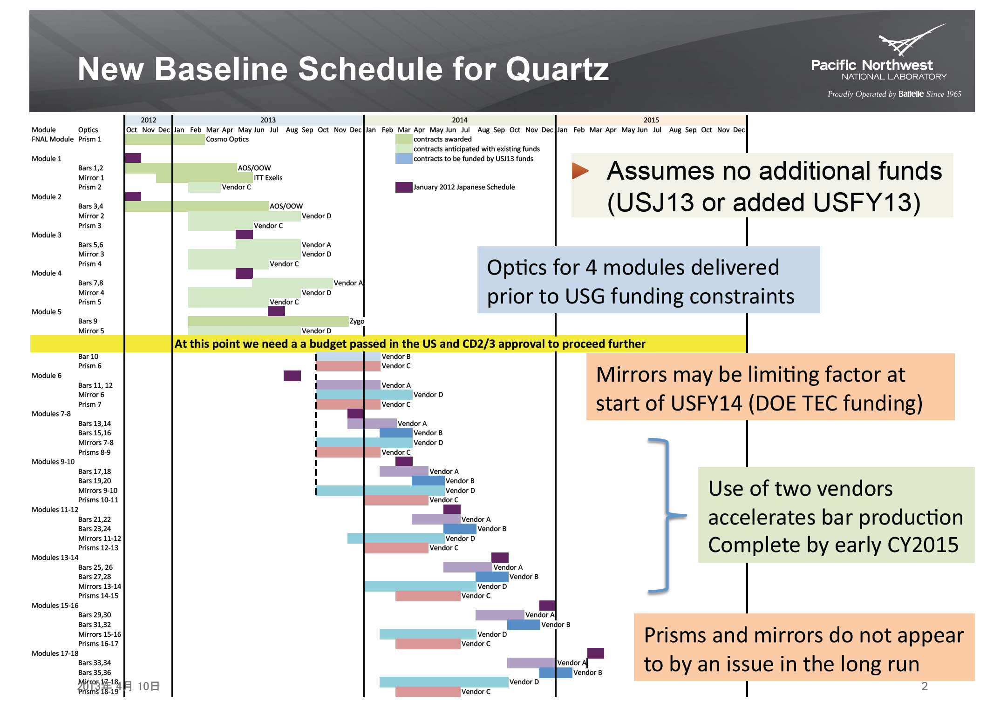 New Baseline Schedule for Quartz
Pacific Northwest
NATIONAL LABORATORY
Proudly Operated by Battelle Since 1965
2012 2013 2014 2015
Module Optics Oct Nov Dec Jan Feb Mar Apr May Jun Jul Aug Sep Oct Nov Dec Jan Feb Mar Apr May Jun Jul Aug Sep Oct Nov Dec Jan Feb Mar Apr May Jun Jul Aug Sep Oct Nov Dec
FNAL Module Prism 1 Cosmo Optics contracts awarded
contracts anticipated with existing funds
Module 1 contracts to be funded by USJ13 funds
Bars 1,2 AOS/OOW
Mirror 1 ITT Exelis
Prism 2 Vendor C January 2012 Japanese Schedule
Module 2
Bars 3,4 AOS/OOW
Mirror 2 Vendor D
Prism 3 Vendor C
Module 3
Bars 5,6 Vendor A
Mirror 3 Vendor D
Prism 4 Vendor C
Module 4
Bars 7,8 Vendor A
Mirror 4 Vendor D
Prism 5 Vendor C
Module 5
Bars 9 Zygo
Mirror 5 Vendor D
At this point we need a a budget passed in the US and CD2/3 approval to proceed further
Bar 10 Vendor B
Prism 6 Vendor C
Module 6
Bars 11, 12 Vendor A
Mirror 6 Vendor D
Prism 7 Vendor C
Modules 7-8
Bars 13,14 Vendor A
Bars 15,16 Vendor B
Mirrors 7-8 Vendor D
Prisms 8-9 Vendor C
Modules 9-10
Bars 17,18 Vendor A
Bars 19,20 Vendor B
Mirrors 9-10 Vendor D
Prisms 10-11 Vendor C
Modules 11-12
Bars 21,22 Vendor A
Bars 23,24 Vendor B
Mirrors 11-12 Vendor D
Prisms 12-13 Vendor C
Modules 13-14
Bars 25, 26 Vendor A
Bars 27,28 Vendor B
Mirrors 13-14 Vendor D
Prisms 14-15 Vendor C
Modules 15-16
Bars 29,30 Vendor A
Bars 31,32 Vendor B
Mirrors 15-16 Vendor D
Prisms 16-17 Vendor C
Modules 17-18
Bars 33,34 Vendor A
Bars 35,36 Vendor B
Mirror 17-18 Vendor D
Prisms 18-19 Vendor C
Assumes no additional funds
(USJ13 or added USFY13)
Optics for 4 modules delivered
prior to USG funding constraints
Mirrors may be limiting factor at
start of USFY14 (DOE TEC funding)
Use of two vendors
accelerates bar production
Complete by early CY2015
Prisms and mirrors do not appear
to by an issue in the long run
2013年 4月 10日
2